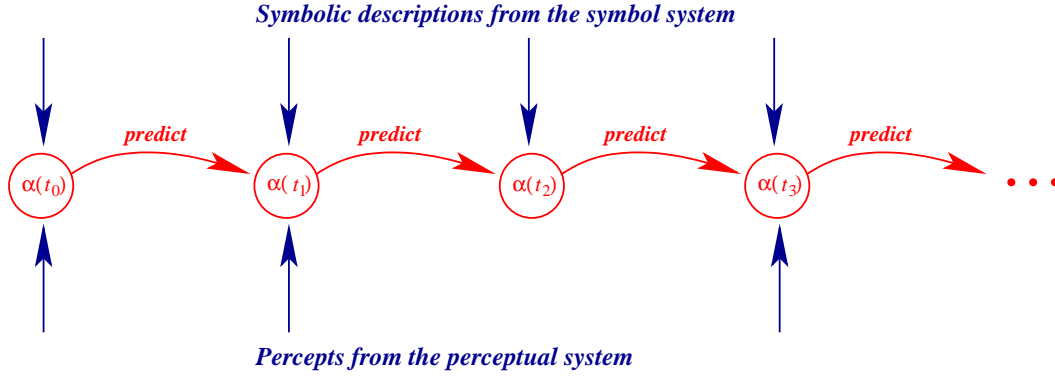 Symbolic descriptions from the symbol system
predict predict predict predict
α(t₀) α(t₁) α(t₂) α(t₃) • • •
Percepts from the perceptual system